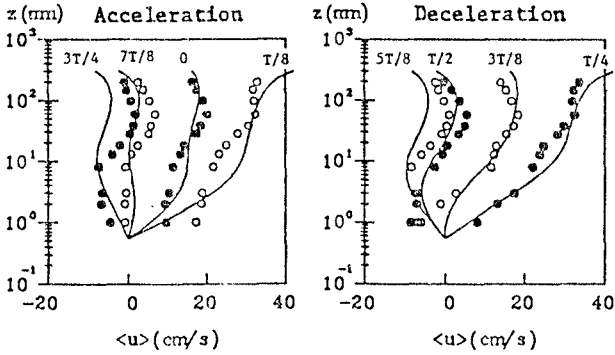 z(mm) Acceleration
3T/4 7T/8 0 T/8
10³
10²
10¹
10⁰
10⁻¹
-20 0 20 40
<u>(cm/s)
z(mm) Deceleration
5T/8 T/2 3T/8 T/4
10³
10²
10¹
10⁰
10⁻¹
-20 0 20 40
<u>(cm/s)